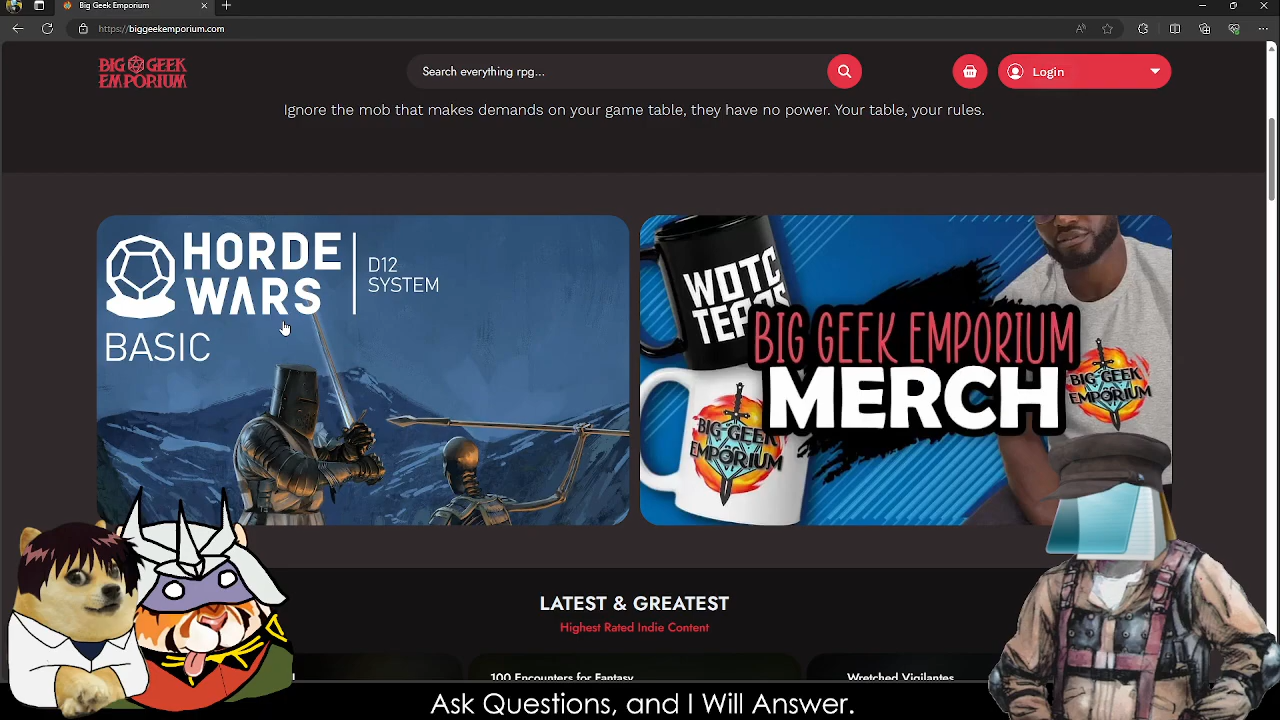 Big Geek Emporium
https://biggeekemporium.com
BIG GEEK
EMPORIUM
Search everything rpg...
Login
Ignore the mob that makes demands on your game table, they have no power. Your table, your rules.
HORDE
WARS
D12
SYSTEM
BASIC
WOTC
BIG GEEK EMPORIUM
MERCH
BIG GEEK
EMPORIUM
BIG GEEK
EMPORIUM
LATEST & GREATEST
Highest Rated Indie Content
100 Encounters for Fantasy
Wretched Vigilantes
Ask Questions, and I Will Answer.